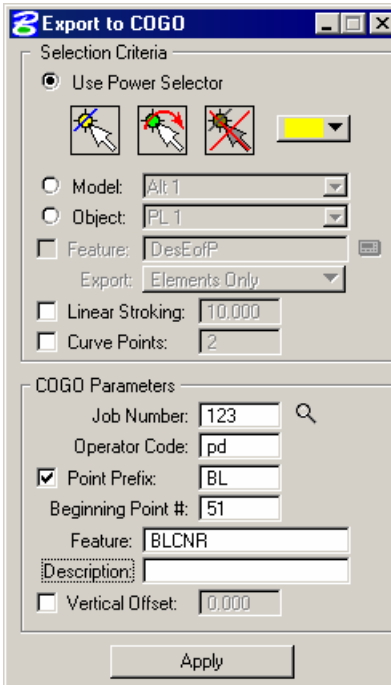 Export to COGO
Selection Criteria
Use Power Selector
Model: Alt 1
Object: PL 1
Feature: DesEofP
Export: Elements Only
Linear Stroking: 10.000
Curve Points: 2
COGO Parameters
Job Number: 123
Operator Code: pd
Point Prefix: BL
Beginning Point #: 51
Feature: BLCNR
Description:
Vertical Offset: 0.000
Apply